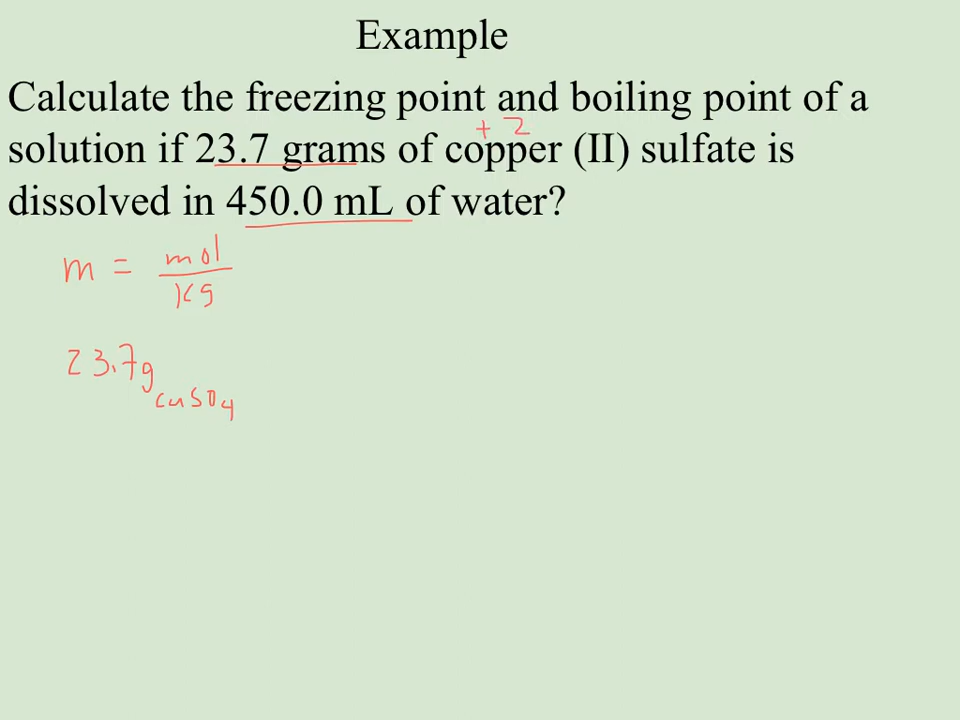 Example
Calculate the freezing point and boiling point of a
+2
solution if 23.7 grams of copper (II) sulfate is
dissolved in 450.0 mL of water?
m = mol
kg
23.7g
CuSO4